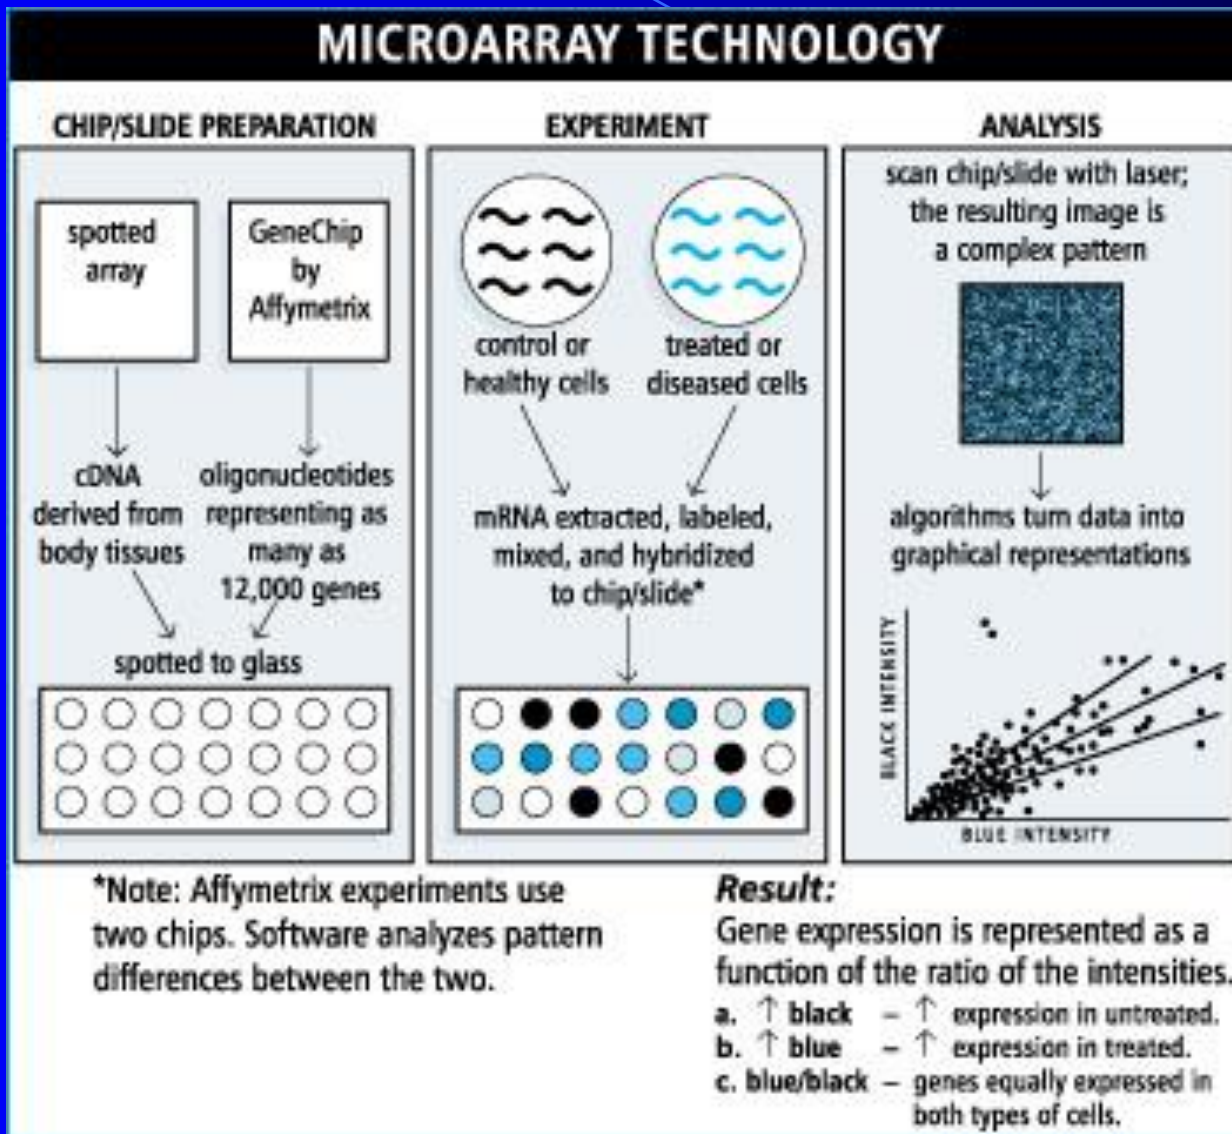 MICROARRAY TECHNOLOGY
CHIP/SLIDE PREPARATION
spotted
array
GeneChip
by
Affymetrix
cDNA
derived from
body tissues
oligonucleotides
representing as
many as
12,000 genes
spotted to glass
EXPERIMENT
control or
healthy cells
treated or
diseased cells
mRNA extracted, labeled,
mixed, and hybridized
to chip/slide*
ANALYSIS
scan chip/slide with laser;
the resulting image is
a complex pattern
algorithms turn data into
graphical representations
BLACK INTENSITY
BLUE INTENSITY
*Note: Affymetrix experiments use
two chips. Software analyzes pattern
differences between the two.
Result:
Gene expression is represented as a
function of the ratio of the intensities.
a. ↑ black – ↑ expression in untreated.
b. ↑ blue – ↑ expression in treated.
c. blue/black – genes equally expressed in
both types of cells.